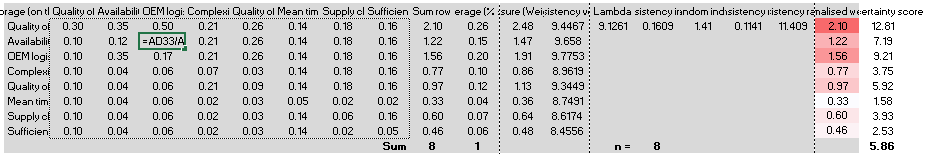 rage (on t Quality of Availabili OEM logi: Complexi Quality of Mean tim Supply cl Sufficien Sum row erage (% sure (Wei sistency v Lambda sistency ir ndom inde sistency r istency ra nalised we ertainty score
Quality of 0.30 0.35 0.50 0.21 0.26 0.14 0.18 0.16 2.10 0.26 2.48 9.4467 9.1261 0.1609 1.41 0.1141 11.409 2.10 12.81
Availabili 0.10 0.12 =AD33/A 0.21 0.26 0.14 0.18 0.16 1.22 0.15 1.47 9.658 1.22 7.19
OEM logi 0.10 0.35 0.17 0.21 0.26 0.14 0.18 0.16 1.56 0.20 1.91 9.7753 1.56 9.21
Complexi 0.10 0.04 0.06 0.07 0.03 0.14 0.18 0.16 0.77 0.10 0.86 8.9619 0.77 3.75
Quality of 0.10 0.04 0.06 0.21 0.09 0.14 0.18 0.16 0.97 0.12 1.13 9.3449 0.97 5.92
Mean tim 0.10 0.04 0.06 0.02 0.03 0.05 0.02 0.02 0.33 0.04 0.36 8.7491 0.33 1.58
Supply cl 0.10 0.04 0.06 0.02 0.03 0.14 0.06 0.16 0.60 0.07 0.64 8.6174 0.60 3.93
Sufficien 0.10 0.04 0.06 0.02 0.03 0.14 0.02 0.05 0.46 0.06 0.48 8.4556 0.46 2.53
Sum 8 1 n = 8 5.86